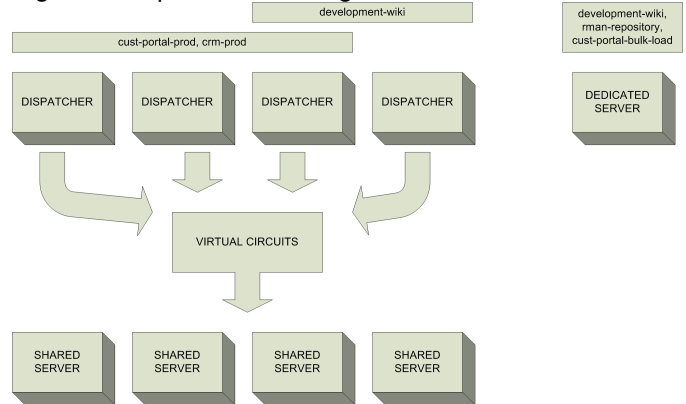 development-wiki
development-wiki,
rman-repository,
cust-portal-bulk-load
cust-portal-prod, crm-prod
DISPATCHER
DISPATCHER
DISPATCHER
DISPATCHER
DEDICATED
SERVER
VIRTUAL CIRCUITS
SHARED
SERVER
SHARED
SERVER
SHARED
SERVER
SHARED
SERVER